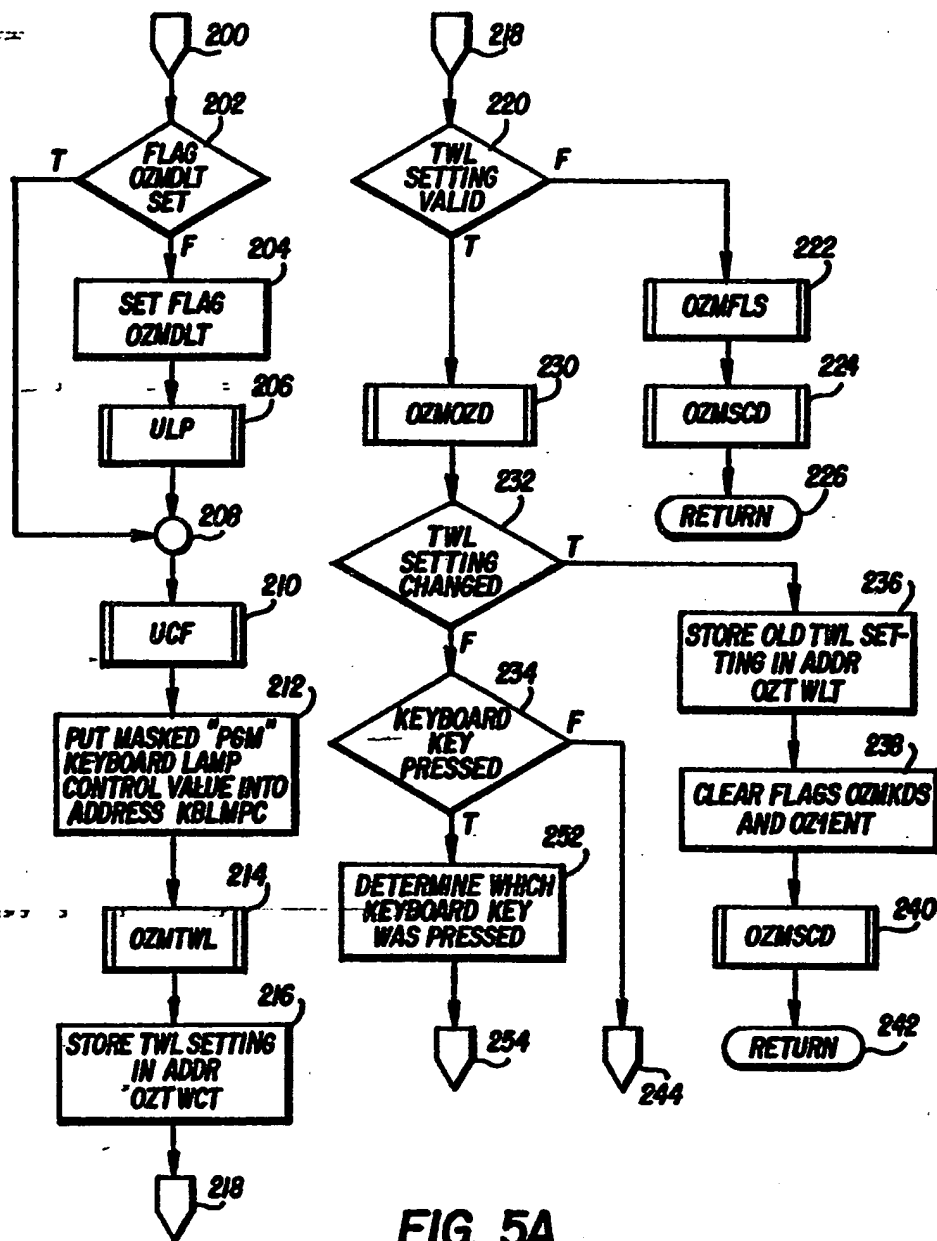 200
202
FLAG
OZMDLT
SET
T
F
204
SET FLAG
OZMDLT
206
ULP
208
210
UCF
212
PUT MASKED "PGM"
KEYBOARD LAMP
CONTROL VALUE INTO
ADDRESS KBLMPC
214
OZMTWL
216
STORE TWL SETTING
IN ADDR
OZTWCT
218
218
220
TWL
SETTING
VALID
F
T
222
OZMFLS
224
OZMSCD
226
RETURN
230
OZMOZD
232
TWL
SETTING
CHANGED
T
F
234
KEYBOARD
KEY
PRESSED
F
T
236
STORE OLD TWL SET-
TING IN ADDR
OZTWLT
238
CLEAR FLAGS OZMKDS
AND OZ1ENT
240
OZMSCD
242
RETURN
252
DETERMINE WHICH
KEYBOARD KEY
WAS PRESSED
254
244
FIG. 5A